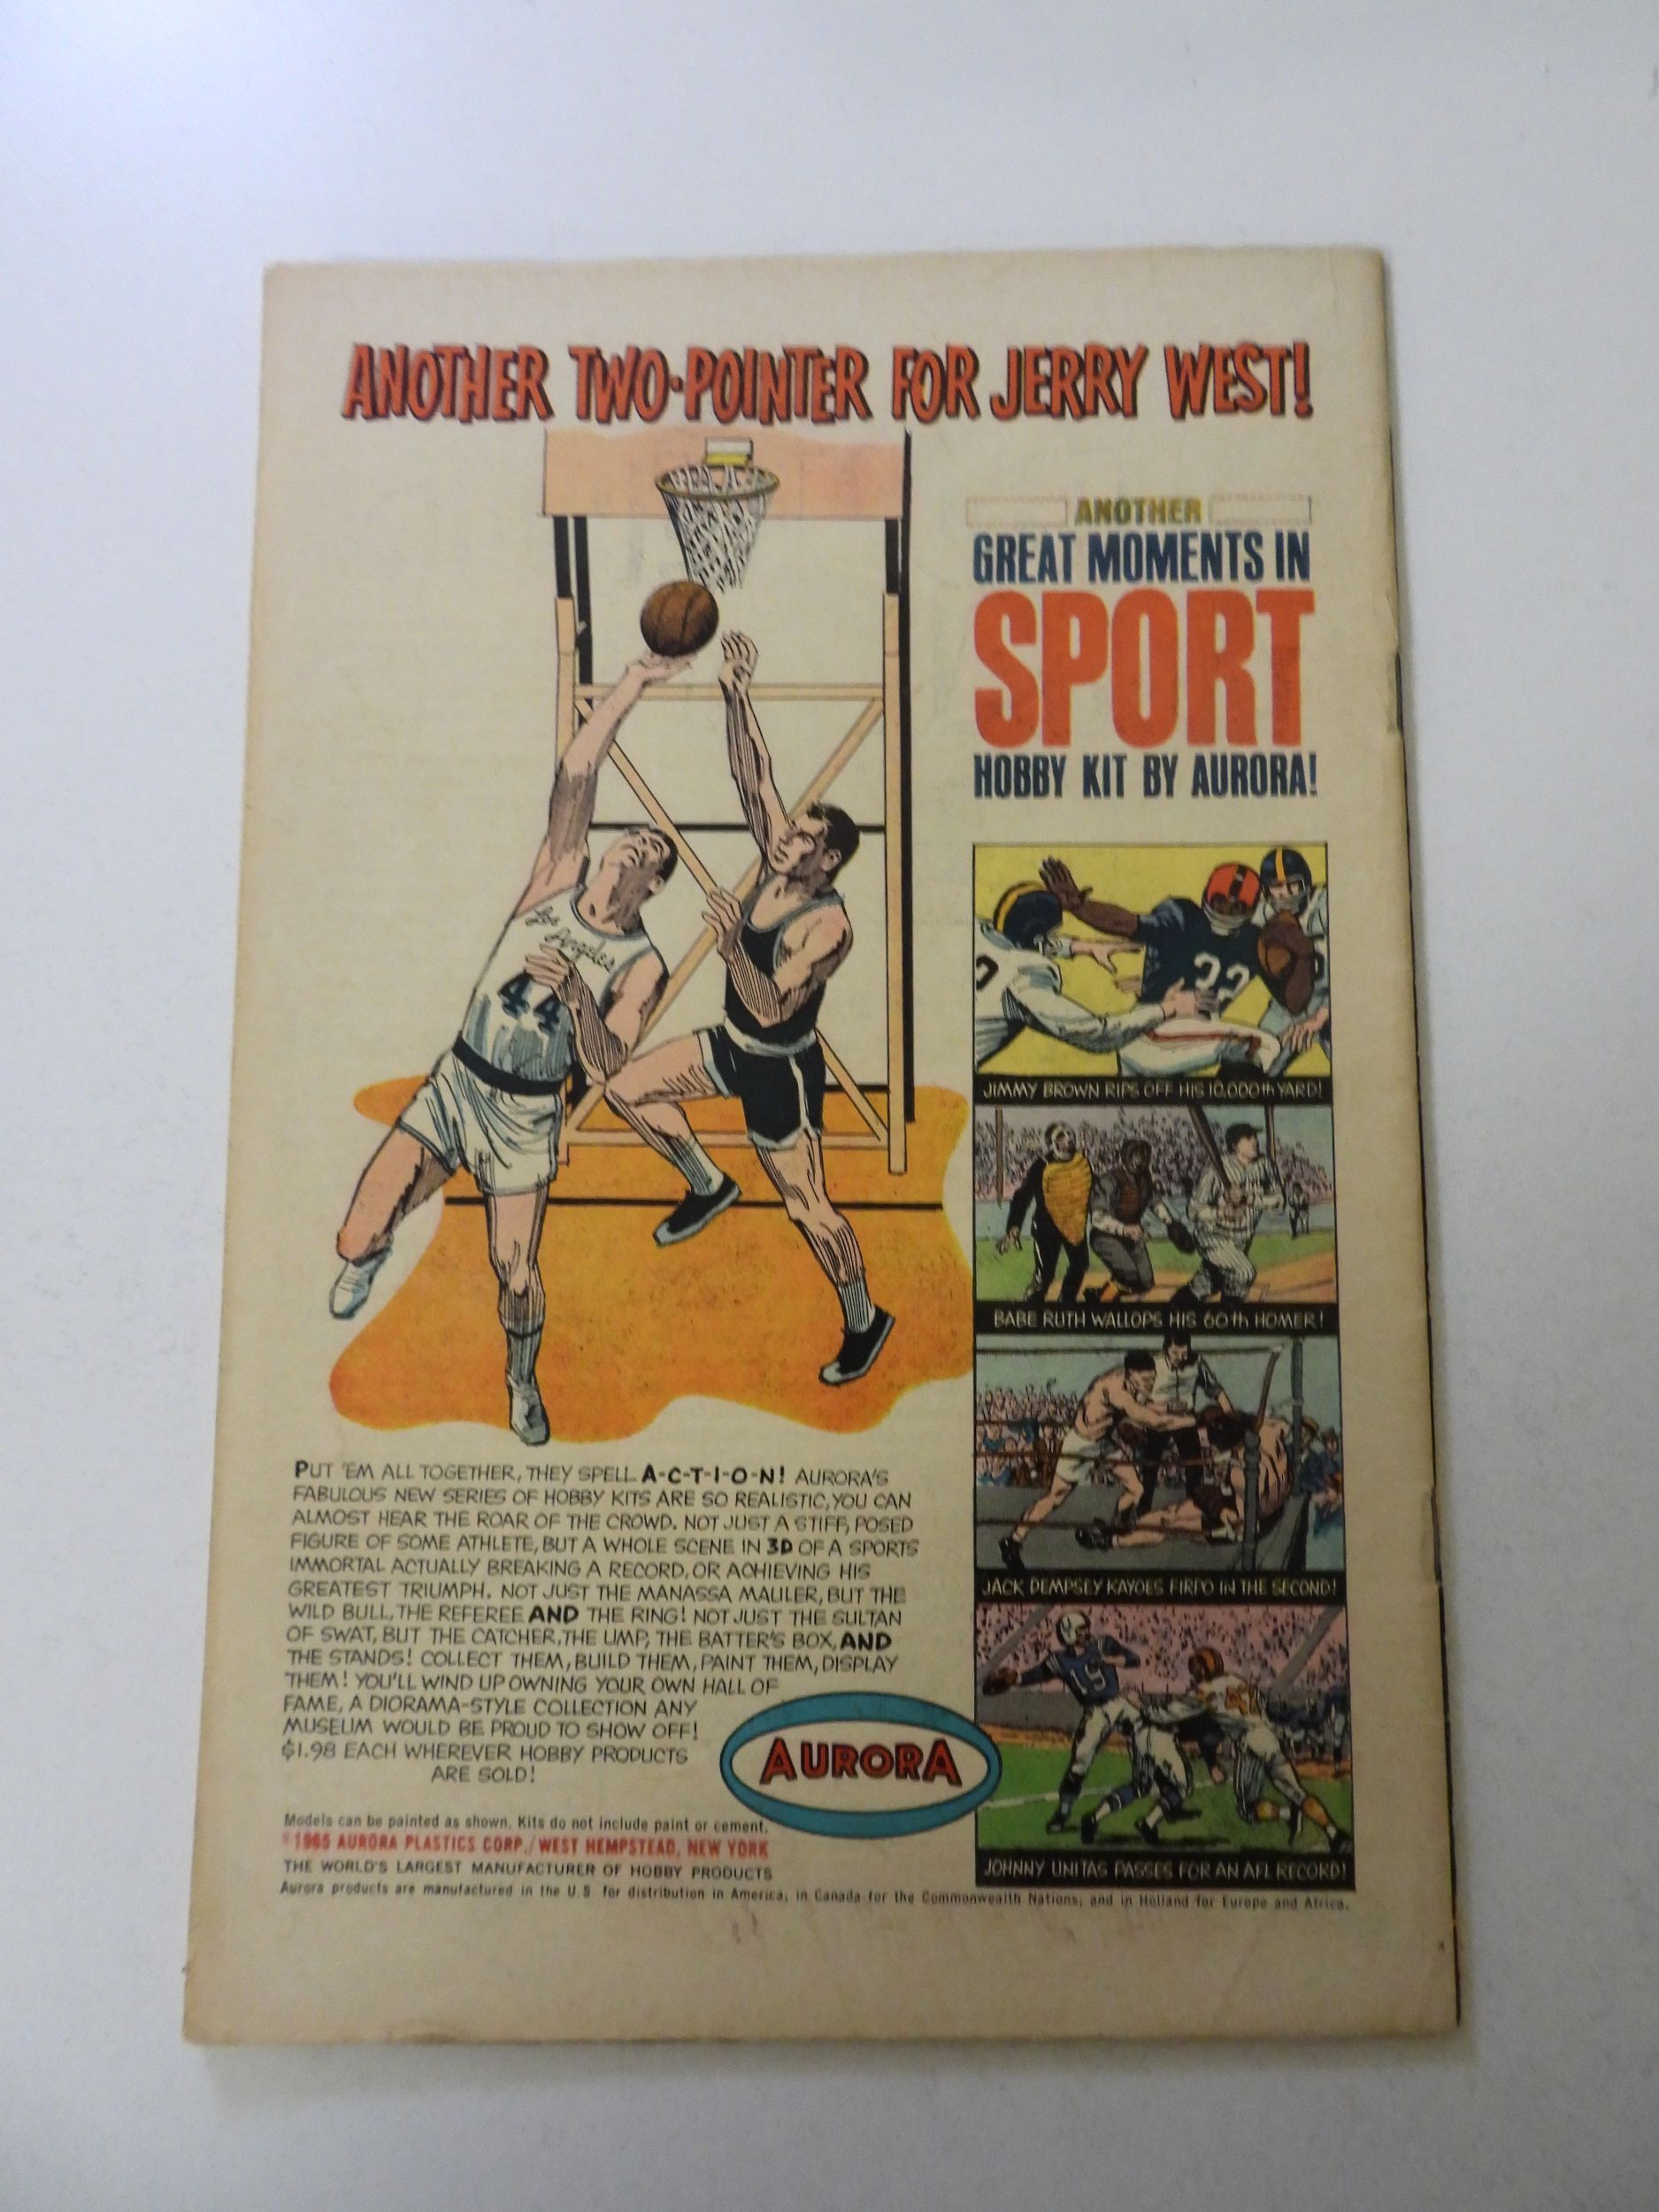 ANOTHER TWO-POINTER FOR JERRY WEST!
ANOTHER
GREAT MOMENTS IN
SPORT
HOBBY KIT BY AURORA!
Los
Angeles
44
32
JIMMY BROWN RIPS OFF HIS 10,000th YARD!
BABE RUTH WALLOPS HIS 60th HOMER!
JACK DEMPSEY KAYOES FIRPO IN THE SECOND!
19
JOHNNY UNITAS PASSES FOR AN AFL RECORD!
PUT 'EM ALL TOGETHER, THEY SPELL A-C-T-I-O-N! AURORA'S
FABULOUS NEW SERIES OF HOBBY KITS ARE SO REALISTIC, YOU CAN
ALMOST HEAR THE ROAR OF THE CROWD. NOT JUST A STIFF, POSED
FIGURE OF SOME ATHLETE, BUT A WHOLE SCENE IN 3D OF A SPORTS
IMMORTAL ACTUALLY BREAKING A RECORD, OR ACHIEVING HIS
GREATEST TRIUMPH. NOT JUST THE MANASSA MAULER, BUT THE
WILD BULL, THE REFEREE AND THE RING! NOT JUST THE SULTAN
OF SWAT, BUT THE CATCHER, THE UMP, THE BATTER'S BOX, AND
THE STANDS! COLLECT THEM, BUILD THEM, PAINT THEM, DISPLAY
THEM! YOU'LL WIND UP OWNING YOUR OWN HALL OF
FAME, A DIORAMA-STYLE COLLECTION ANY
MUSEUM WOULD BE PROUD TO SHOW OFF!
$1.98 EACH WHEREVER HOBBY PRODUCTS
ARE SOLD!
AURORA
Models can be painted as shown. Kits do not include paint or cement.
©1965 AURORA PLASTICS CORP./WEST HEMPSTEAD, NEW YORK
THE WORLD'S LARGEST MANUFACTURER OF HOBBY PRODUCTS
Aurora products are manufactured in the U.S. for distribution in America; in Canada for the Commonwealth Nations; and in Holland for Europe and Africa.